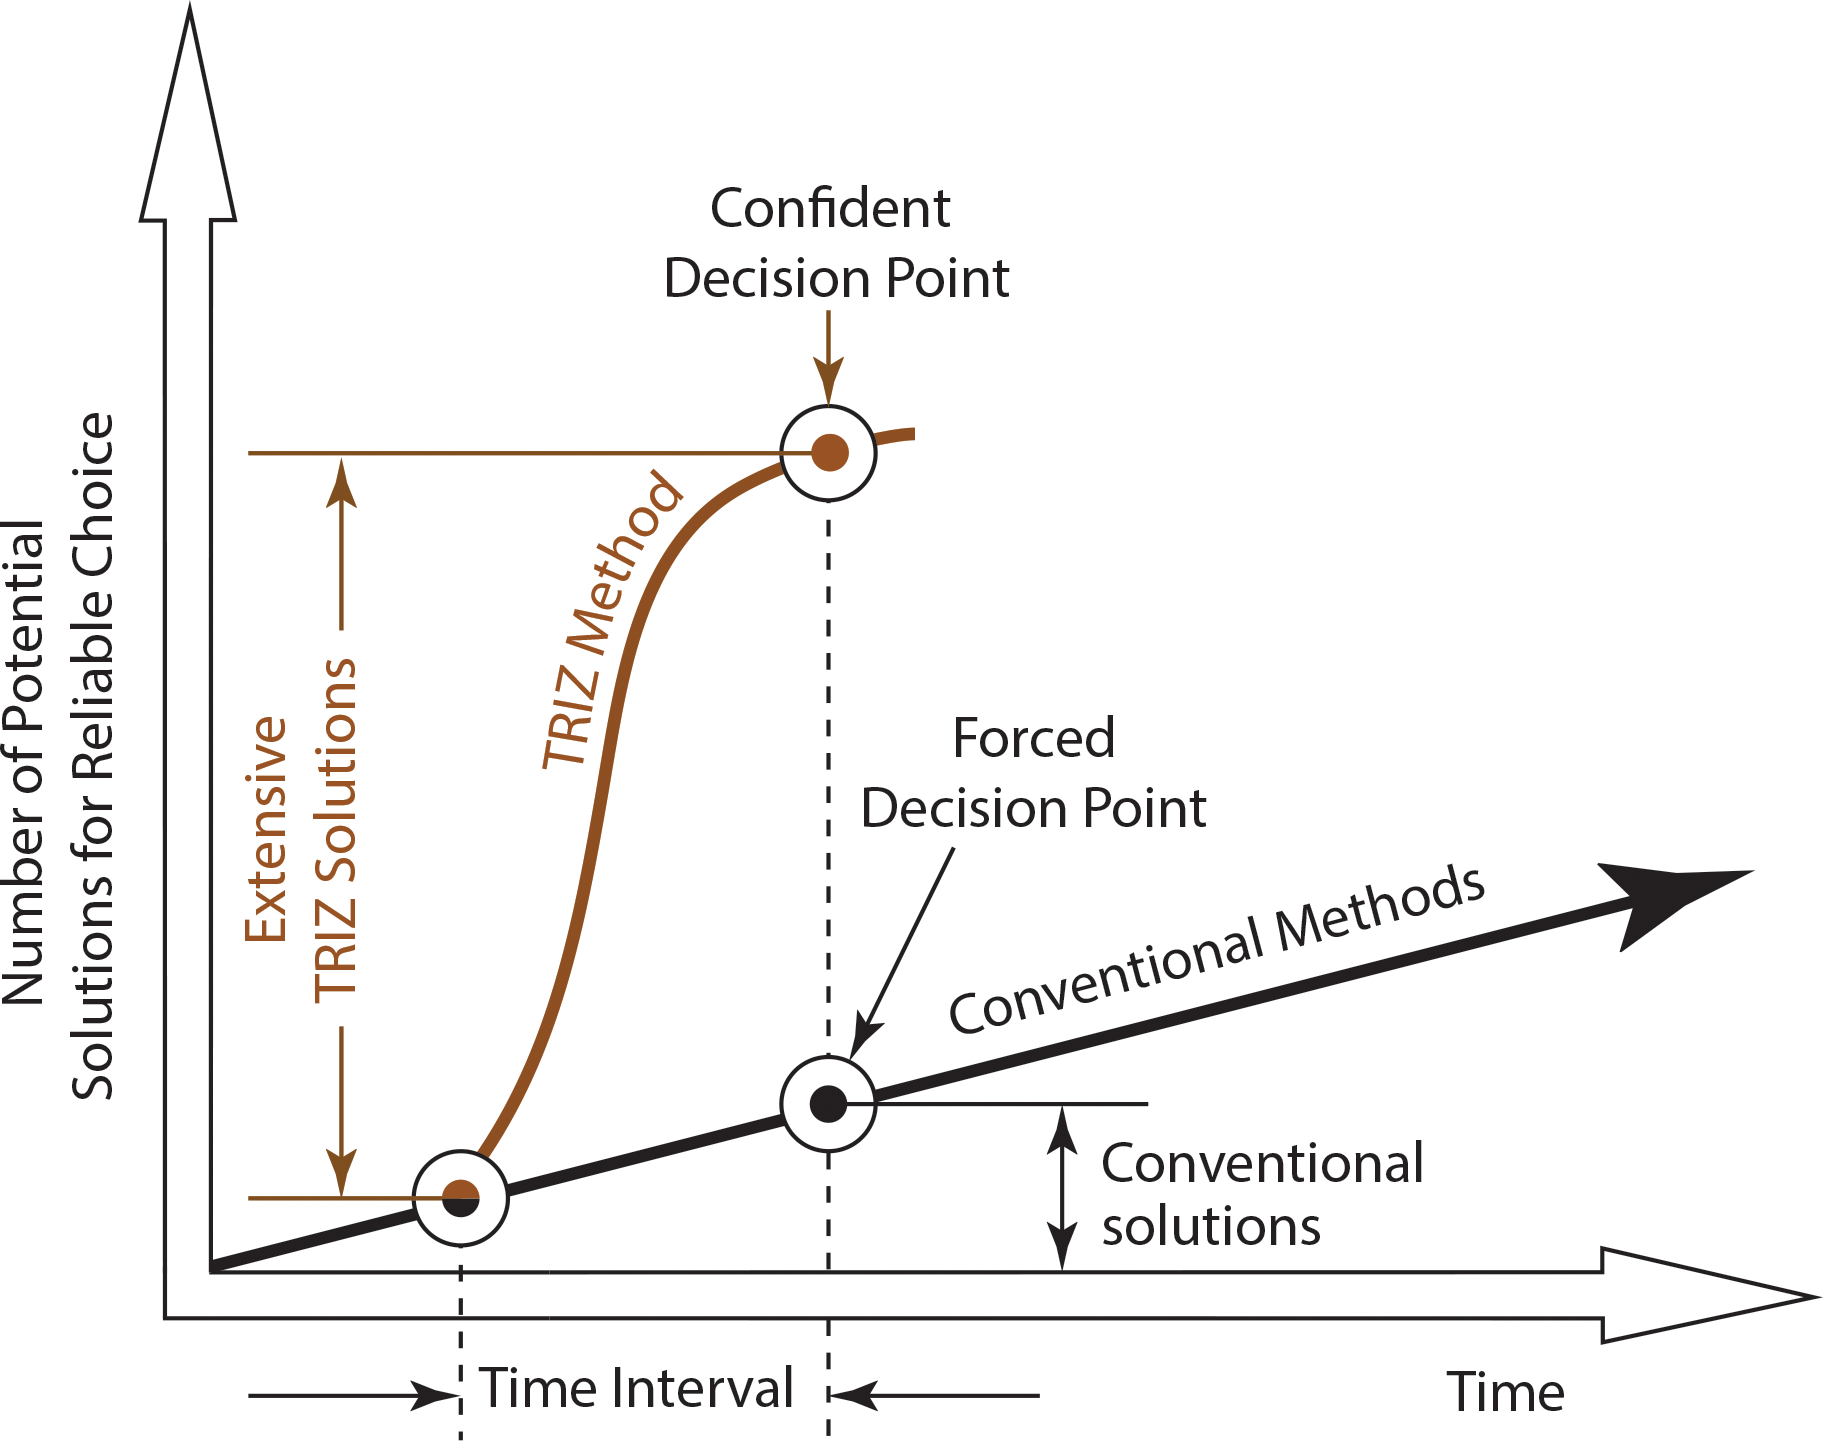 Number of Potential
Solutions for Reliable Choice
Confident
Decision Point
Extensive
TRIZ Solutions
TRIZ Method
Forced
Decision Point
Conventional Methods
Conventional
solutions
Time Interval
Time